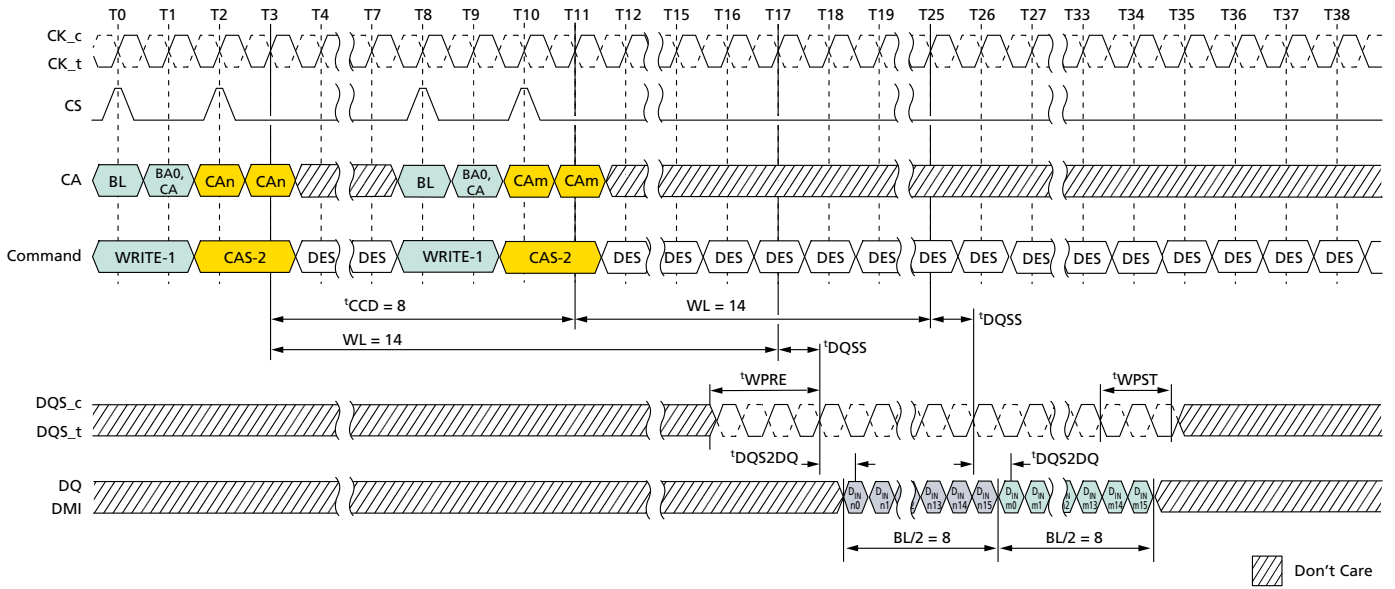 T0 T1 T2 T3 T4 T7 T8 T9 T10 T11 T12 T15 T16 T17 T18 T19 T25 T26 T27 T33 T34 T35 T36 T37 T38
CK_c
CK_t
CS
CA BL BA0, CA CAn CAn BL BA0, CA CAm CAm
Command WRITE-1 CAS-2 DES DES WRITE-1 CAS-2 DES DES DES DES DES DES DES DES DES DES DES DES DES DES DES
tCCD = 8 WL = 14 tDQSS
WL = 14 tDQSS
tWPRE tWPST
DQS_c
DQS_t
tDQS2DQ tDQS2DQ
DQ DIN n0 DIN n1 DIN n13 DIN n14 DIN n15 DIN m0 DIN m1 DIN m13 DIN m14 DIN m15
DMI
BL/2 = 8 BL/2 = 8
Don't Care